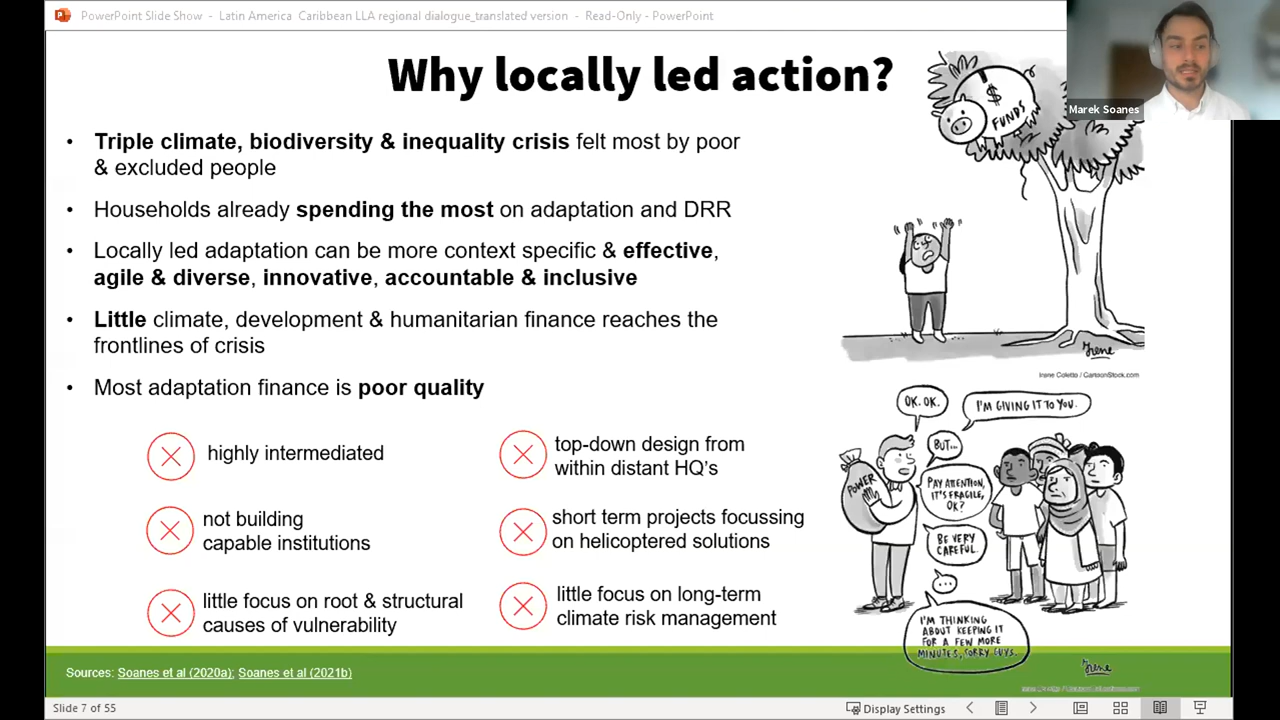 PowerPoint Slide Show - Latin America Caribbean LLA regional dialogue_translated version - Read-Only - PowerPoint
Marek Soanes
Why locally led action?
• Triple climate, biodiversity & inequality crisis felt most by poor
& excluded people
• Households already spending the most on adaptation and DRR
• Locally led adaptation can be more context specific & effective,
agile & diverse, innovative, accountable & inclusive
• Little climate, development & humanitarian finance reaches the
frontlines of crisis
• Most adaptation finance is poor quality
highly intermediated
top-down design from
within distant HQ's
not building
capable institutions
short term projects focussing
on helicoptered solutions
little focus on root & structural
causes of vulnerability
little focus on long-term
climate risk management
$
FUNDS
Irene
Irene Coletto / CartoonStock.com
OK. OK.
I'M GIVING IT TO YOU.
BUT...
POWER
PAY ATTENTION,
IT'S FRAGILE,
OK?
BE VERY
CAREFUL.
...
I'M THINKING
ABOUT KEEPING IT
FOR A FEW MORE
MINUTES, SORRY GUYS.
Irene
Sources: Soanes et al (2020a); Soanes et al (2021b)
Slide 7 of 55
Display Settings